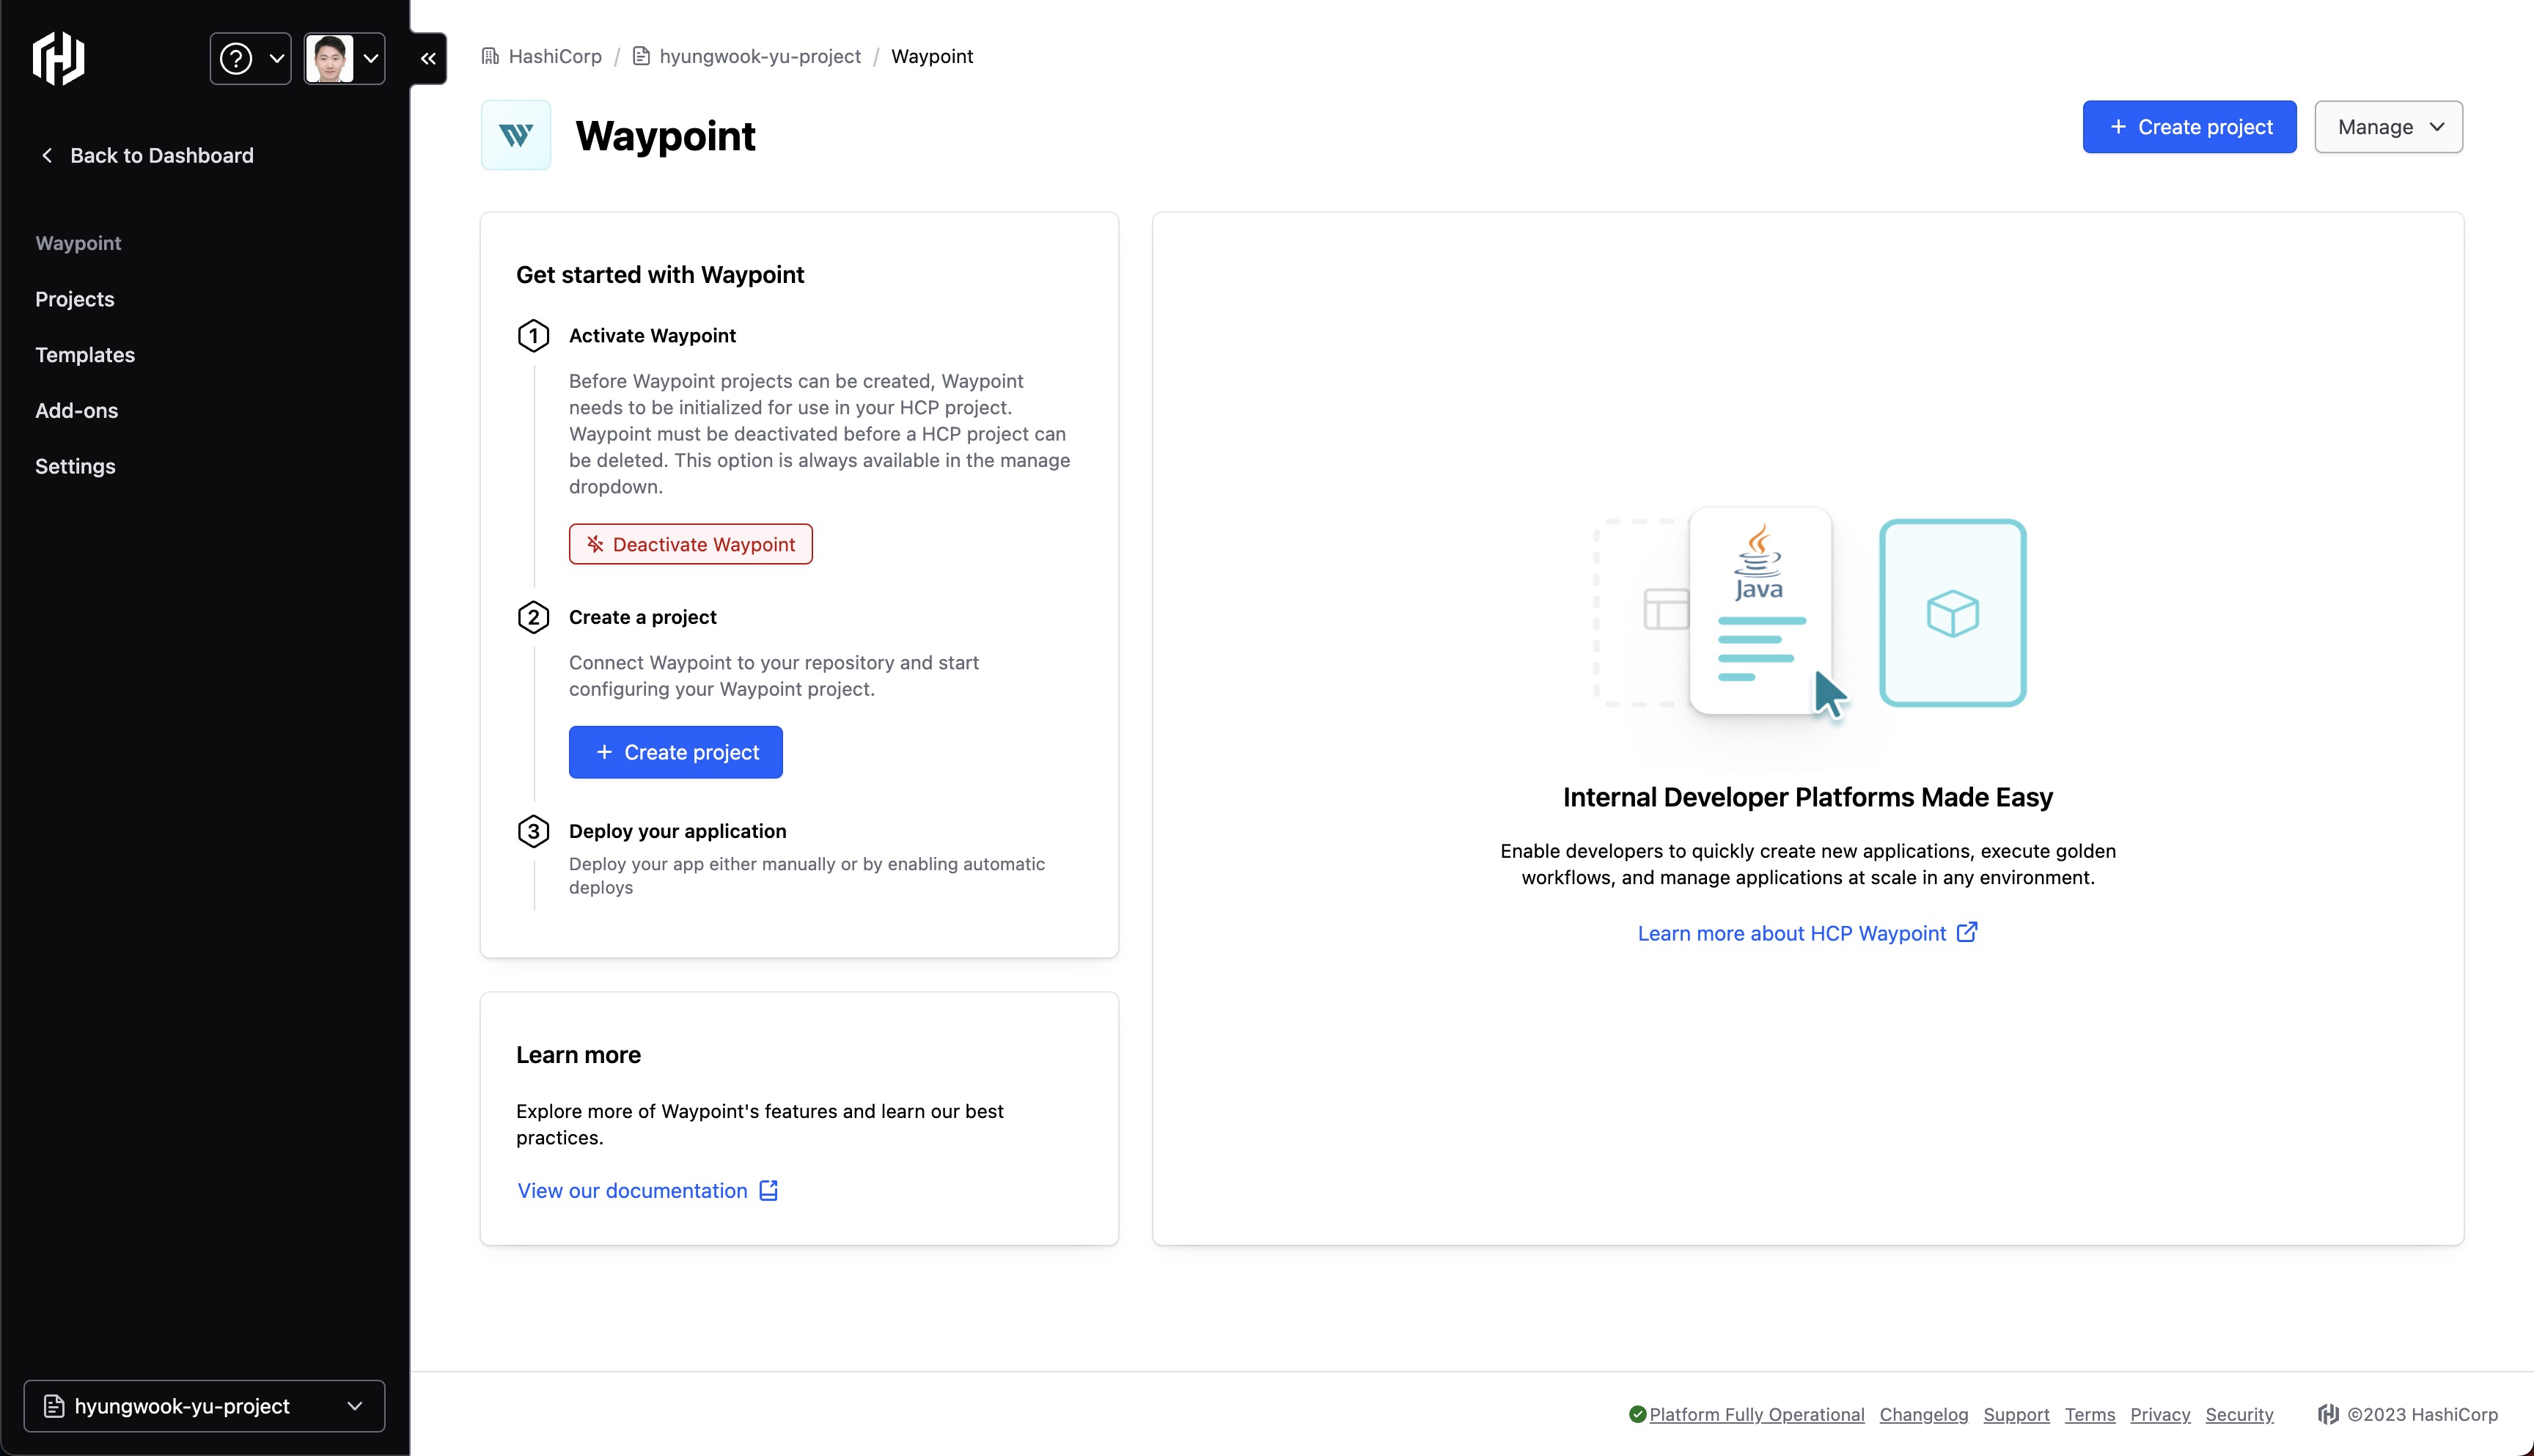 HashiCorp / hyungwook-yu-project / Waypoint
Back to Dashboard
Waypoint
Projects
Templates
Add-ons
Settings
hyungwook-yu-project
Waypoint
Create project
Manage
Get started with Waypoint
1 Activate Waypoint
Before Waypoint projects can be created, Waypoint
needs to be initialized for use in your HCP project.
Waypoint must be deactivated before a HCP project can
be deleted. This option is always available in the manage
dropdown.
Deactivate Waypoint
2 Create a project
Connect Waypoint to your repository and start
configuring your Waypoint project.
+ Create project
3 Deploy your application
Deploy your app either manually or by enabling automatic
deploys
Learn more
Explore more of Waypoint's features and learn our best
practices.
View our documentation
Java
Internal Developer Platforms Made Easy
Enable developers to quickly create new applications, execute golden
workflows, and manage applications at scale in any environment.
Learn more about HCP Waypoint
Platform Fully Operational Changelog Support Terms Privacy Security ©2023 HashiCorp